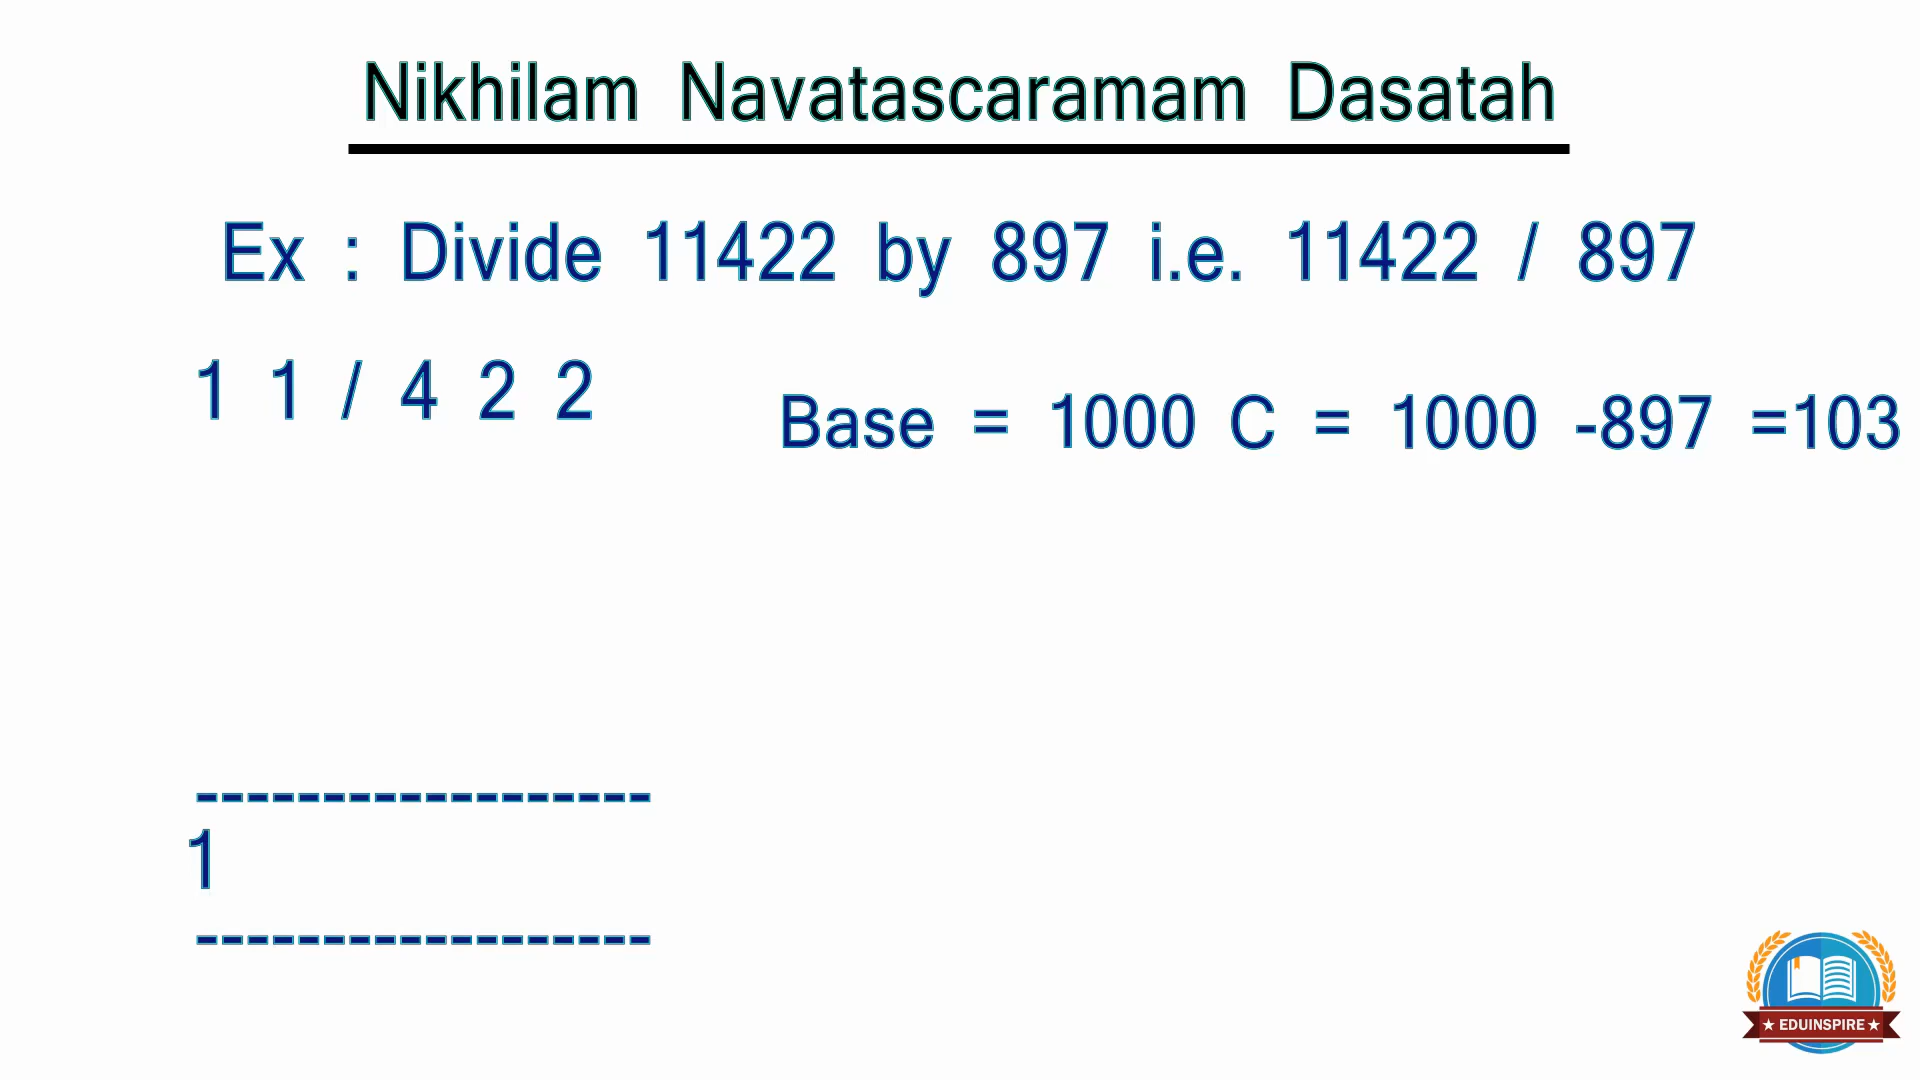 Nikhilam Navatascaramam Dasatah
Ex : Divide 11422 by 897 i.e. 11422 / 897
1 1 / 4 2 2
Base = 1000 C = 1000 -897 =103
------------------
1
------------------
★ EDUINSPIRE ★